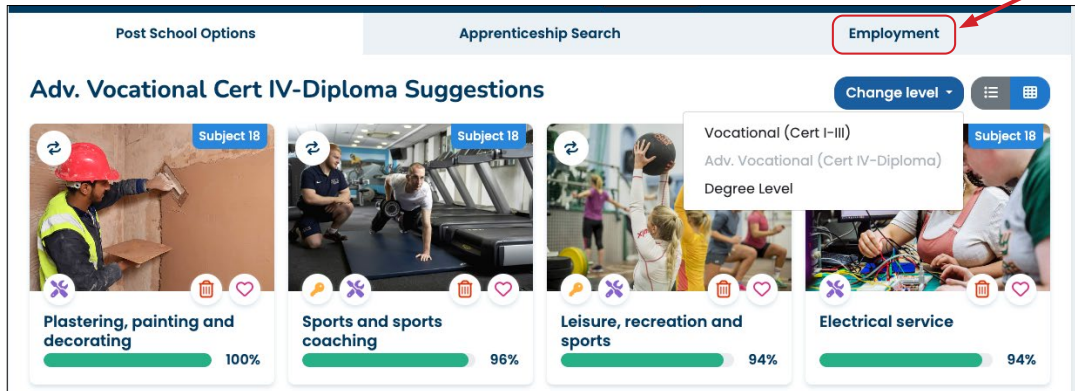 Post School Options
Apprenticeship Search
Employment
Adv. Vocational Cert IV-Diploma Suggestions
Change level
Vocational (Cert I-III)
Adv. Vocational (Cert IV-Diploma)
Degree Level
Subject 18
Subject 18
Subject 18
Plastering, painting and
decorating
100%
Sports and sports
coaching
96%
Leisure, recreation and
sports
94%
Electrical service
94%